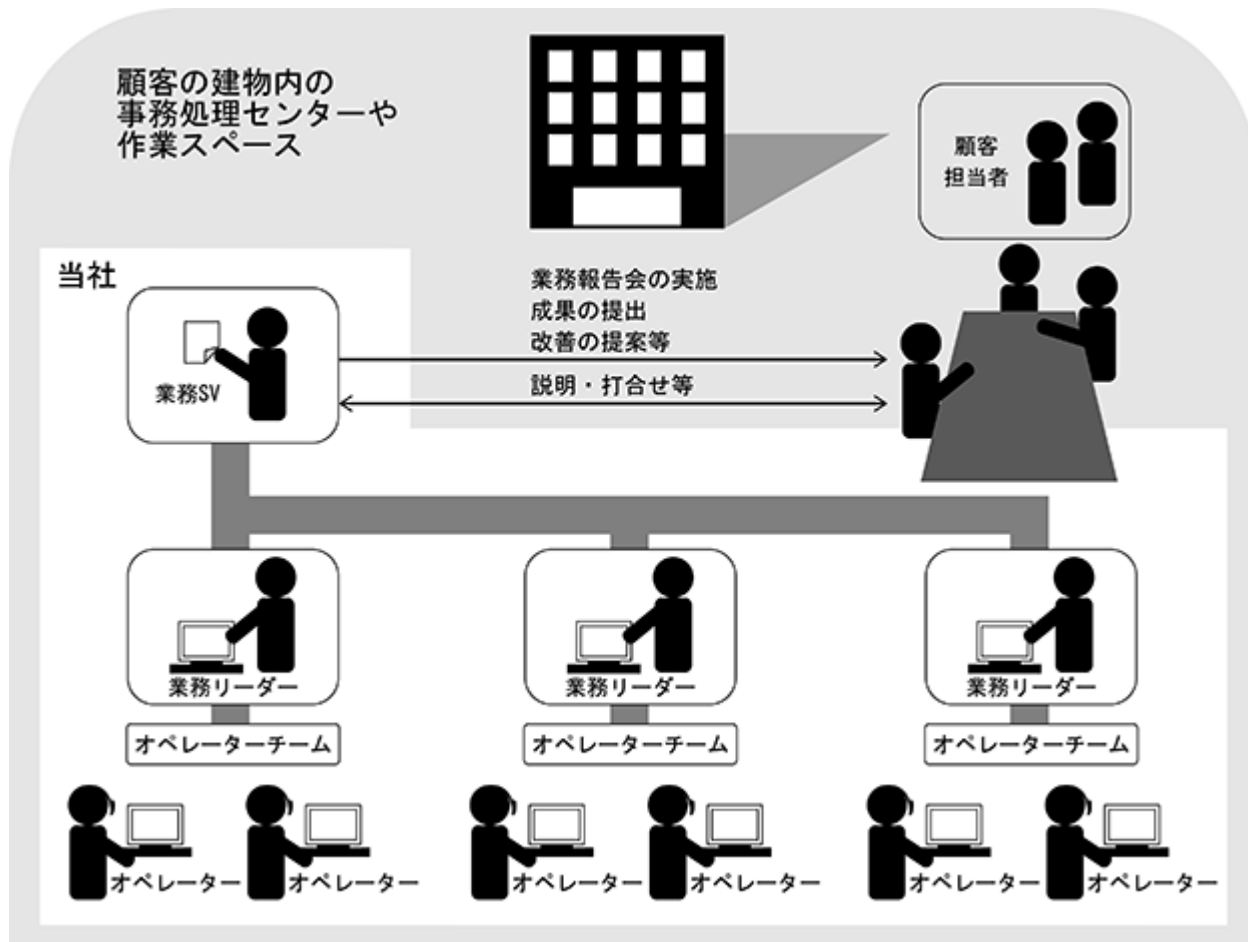 顧客の建物内の
事務処理センターや
作業スペース
顧客
担当者
当社
業務SV
業務報告会の実施
成果の提出
改善の提案等
説明・打合せ等
業務リーダー
業務リーダー
業務リーダー
オペレーターチーム
オペレーターチーム
オペレーターチーム
オペレーター
オペレーター
オペレーター
オペレーター
オペレーター
オペレーター